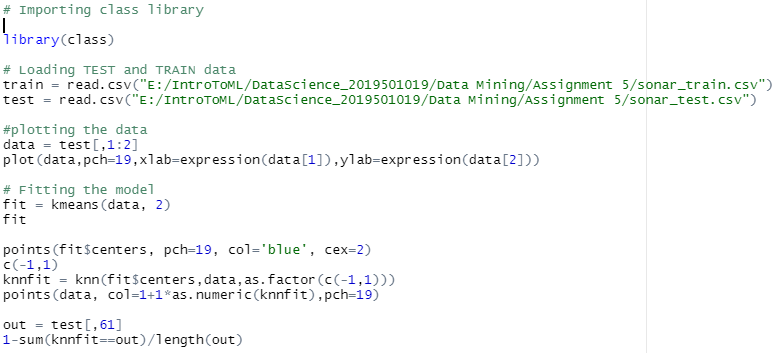 # Importing class library
library(class)
# Loading TEST and TRAIN data
train = read.csv("E:/IntroToML/DataScience_2019501019/Data Mining/Assignment 5/sonar_train.csv")
test = read.csv("E:/IntroToML/DataScience_2019501019/Data Mining/Assignment 5/sonar_test.csv")
#plotting the data
data = test[,1:2]
plot(data,pch=19,xlab=expression(data[1]),ylab=expression(data[2]))
# Fitting the model
fit = kmeans(data, 2)
fit
points(fit$centers, pch=19, col='blue', cex=2)
c(-1,1)
knnfit = knn(fit$centers,data,as.factor(c(-1,1)))
points(data, col=1+1*as.numeric(knnfit),pch=19)
out = test[,61]
1-sum(knnfit==out)/length(out)